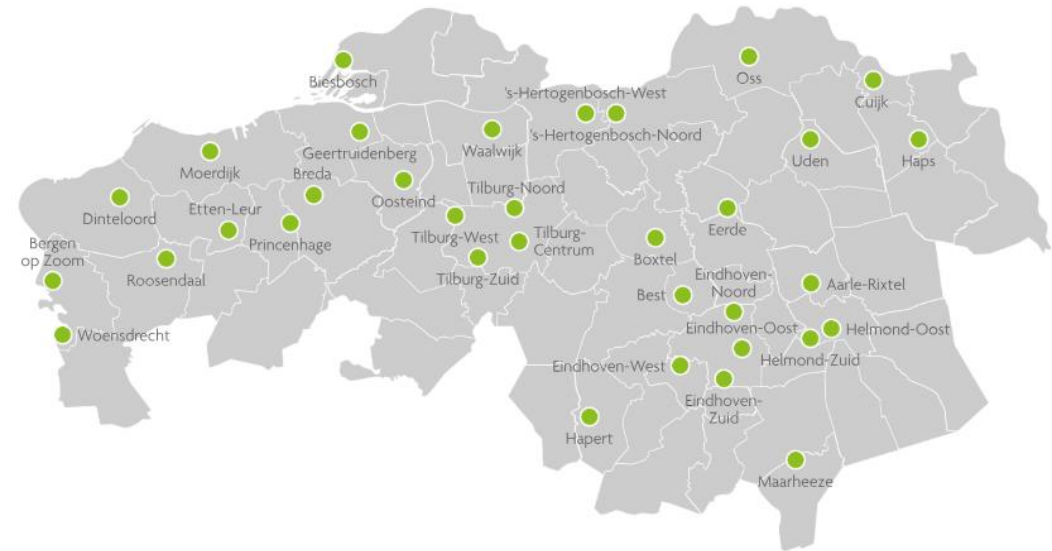 Oss
Biesbosch
's-Hertogenbosch-West
Cuijk
's-Hertogenbosch-Noord
Geertruidenberg
Waalwijk
Uden
Haps
Moerdijk
Breda
Tilburg-Noord
Oosteind
Etten-Leur
Dinteloord
Princenhage
Tilburg-West
Tilburg-
Centrum
Eerde
Bergen
op Zoom
Boxtel
Roosendaal
Tilburg-Zuid
Eindhoven-
Noord
Aarle-Rixtel
Best
Eindhoven-Oost
Helmond-Oost
Woensdrecht
Helmond-Zuid
Eindhoven-West
Eindhoven-
Zuid
Hapert
Maarheeze